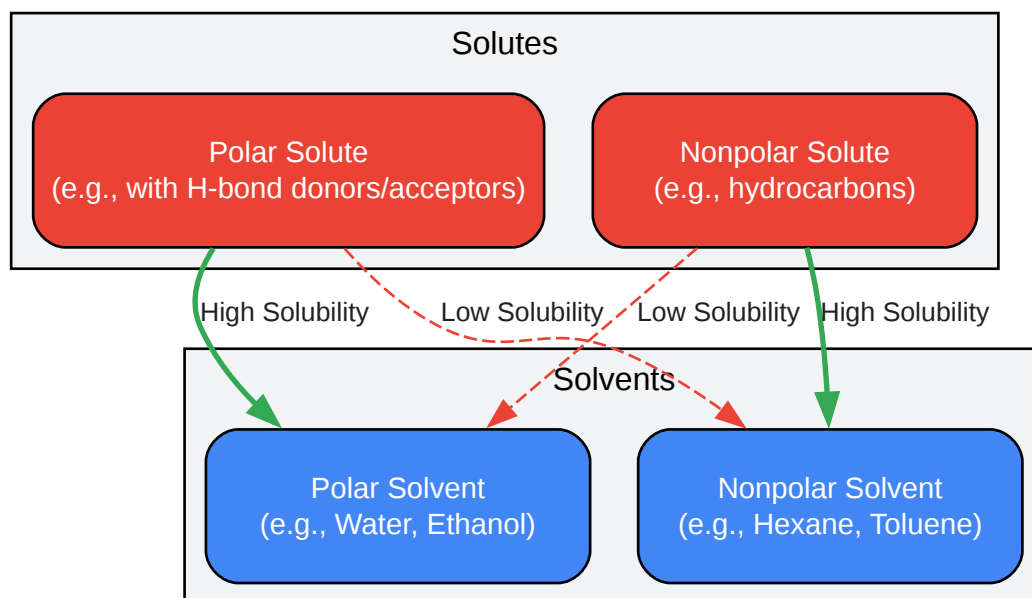 Solutes
Polar Solute
(e.g., with H-bond donors/acceptors)
Nonpolar Solute
(e.g., hydrocarbons)
High Solubility
Low Solubility
Low Solubility
High Solubility
Solvents
Polar Solvent
(e.g., Water, Ethanol)
Nonpolar Solvent
(e.g., Hexane, Toluene)